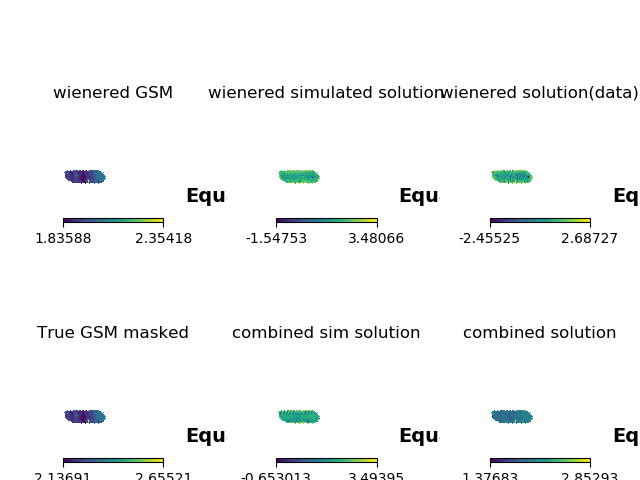 wienered GSM wienered simulated solution wienered solution(data)
Equ Equ Eq
1.83588 2.35418 -1.54753 3.48066 -2.45525 2.68727
True GSM masked combined sim solution combined solution
Equ Equ Eq
2.13691 2.65521 -0.653013 3.49395 1.37683 2.85293